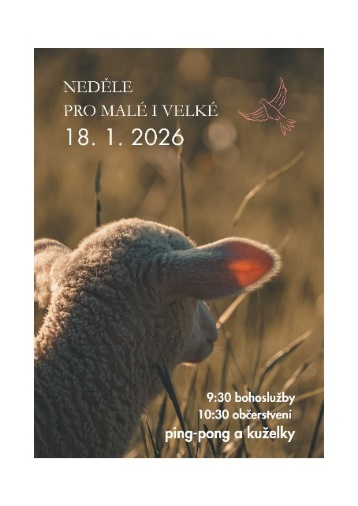 NEDĚLE
PRO MALÉ I VELKÉ
18. 1. 2026
9:30 bohoslužby
10:30 občerstvení
ping-pong a kuželky